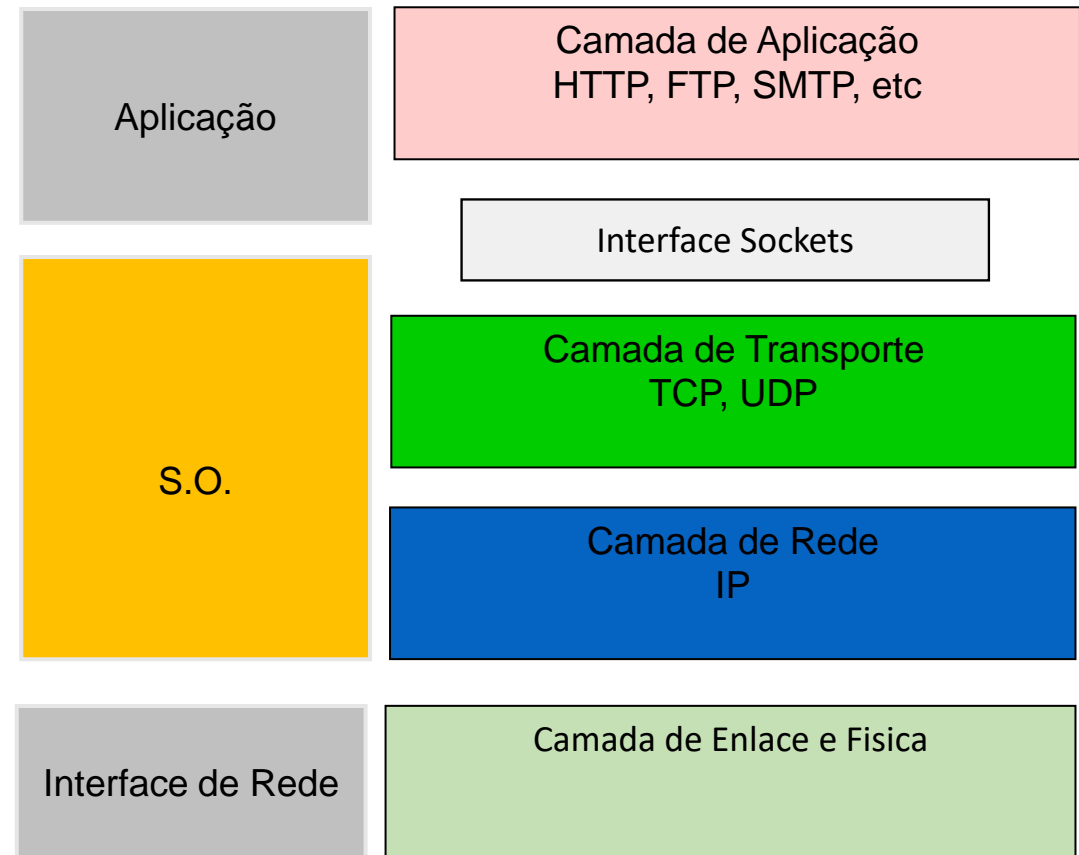 Aplicação
Camada de Aplicação
HTTP, FTP, SMTP, etc
Interface Sockets
S.O.
Camada de Transporte
TCP, UDP
Camada de Rede
IP
Interface de Rede
Camada de Enlace e Fisica